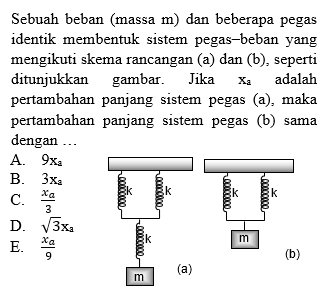 Sebuah beban (massa m) dan beberapa pegas
identik membentuk sistem pegas–beban yang
mengikuti skema rancangan (a) dan (b), seperti
ditunjukkan gambar. Jika xₐ adalah
pertambahan panjang sistem pegas (a), maka
pertambahan panjang sistem pegas (b) sama
dengan …
A. 9xₐ
B. 3xₐ
C. xₐ/3
D. √3xₐ
E. xₐ/9
k k
k
m
(a)
k k
m
(b)